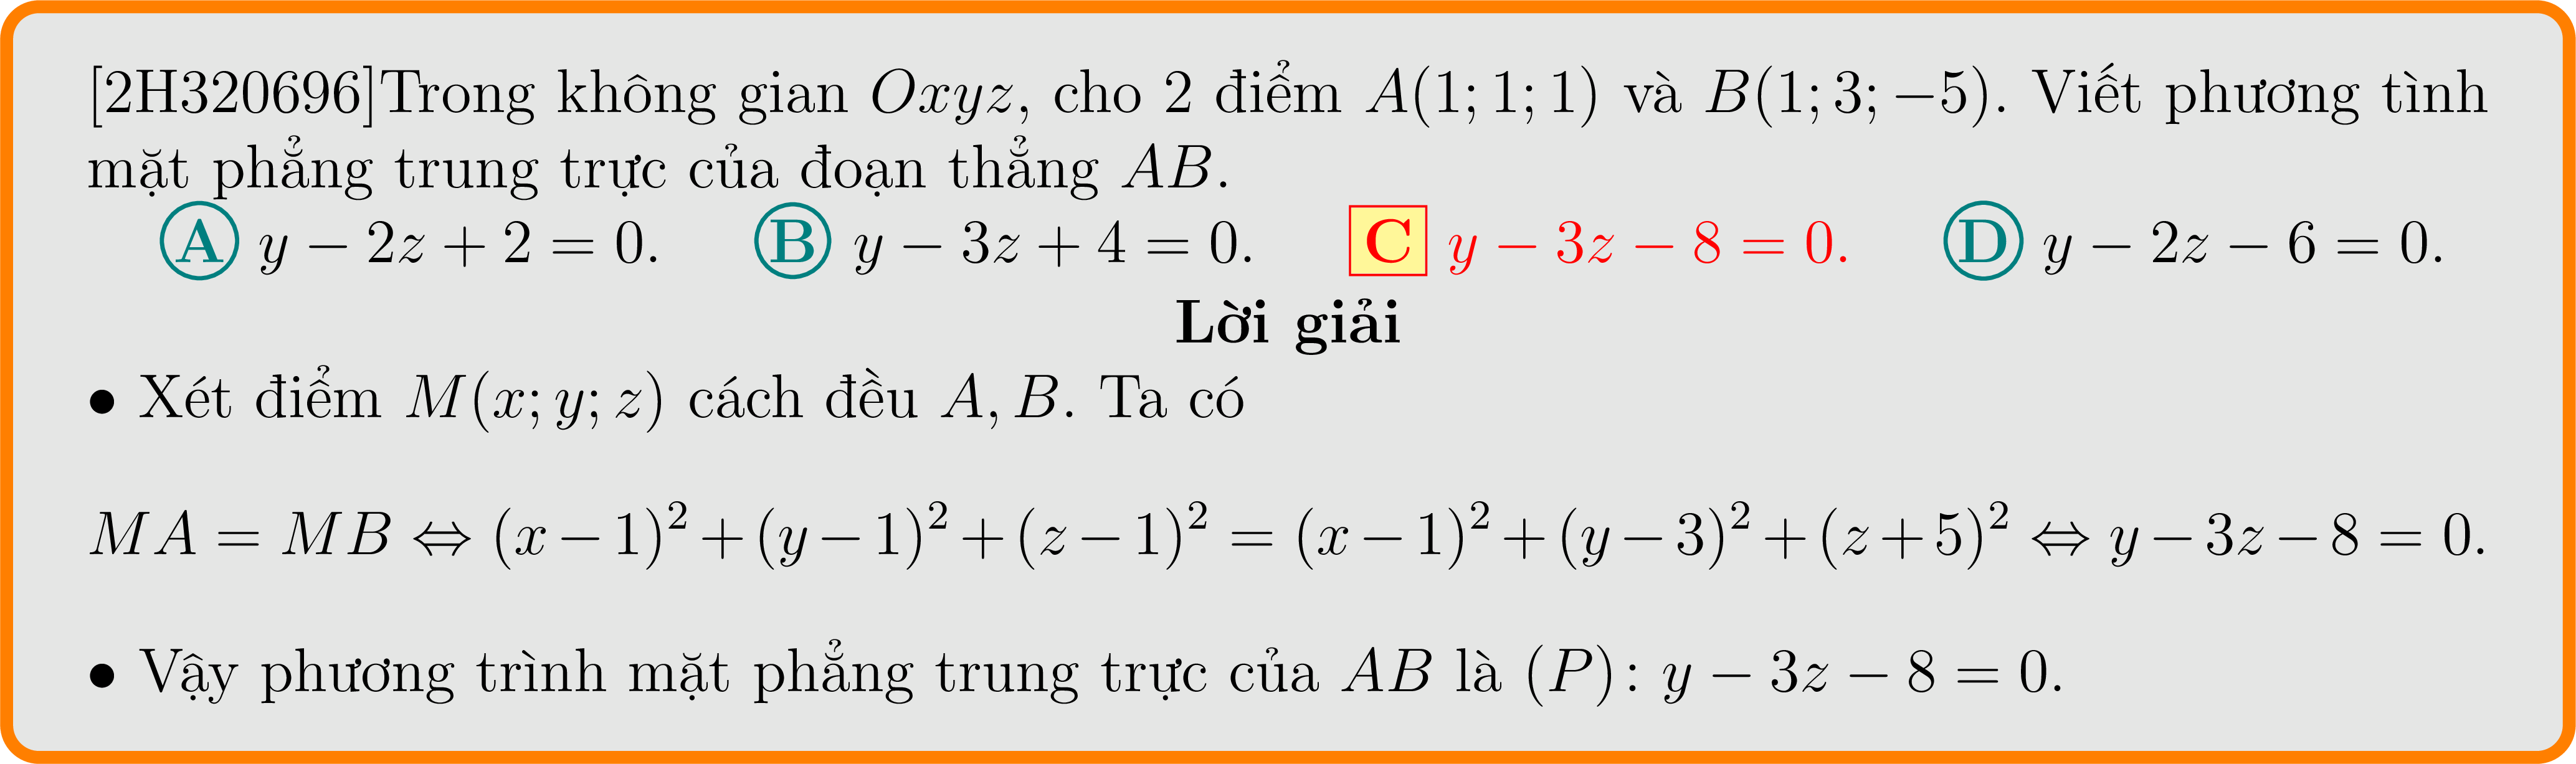 [2H320696]Trong không gian Oxyz, cho 2 điểm A(1; 1; 1) và B(1; 3; −5). Viết phương tình
mặt phẳng trung trực của đoạn thẳng AB.
A y − 2z + 2 = 0. B y − 3z + 4 = 0. C y − 3z − 8 = 0. D y − 2z − 6 = 0.
Lời giải
• Xét điểm M(x; y; z) cách đều A, B. Ta có
MA = MB ⇔ (x − 1)² + (y − 1)² + (z − 1)² = (x − 1)² + (y − 3)² + (z + 5)² ⇔ y − 3z − 8 = 0.
• Vậy phương trình mặt phẳng trung trực của AB là (P): y − 3z − 8 = 0.